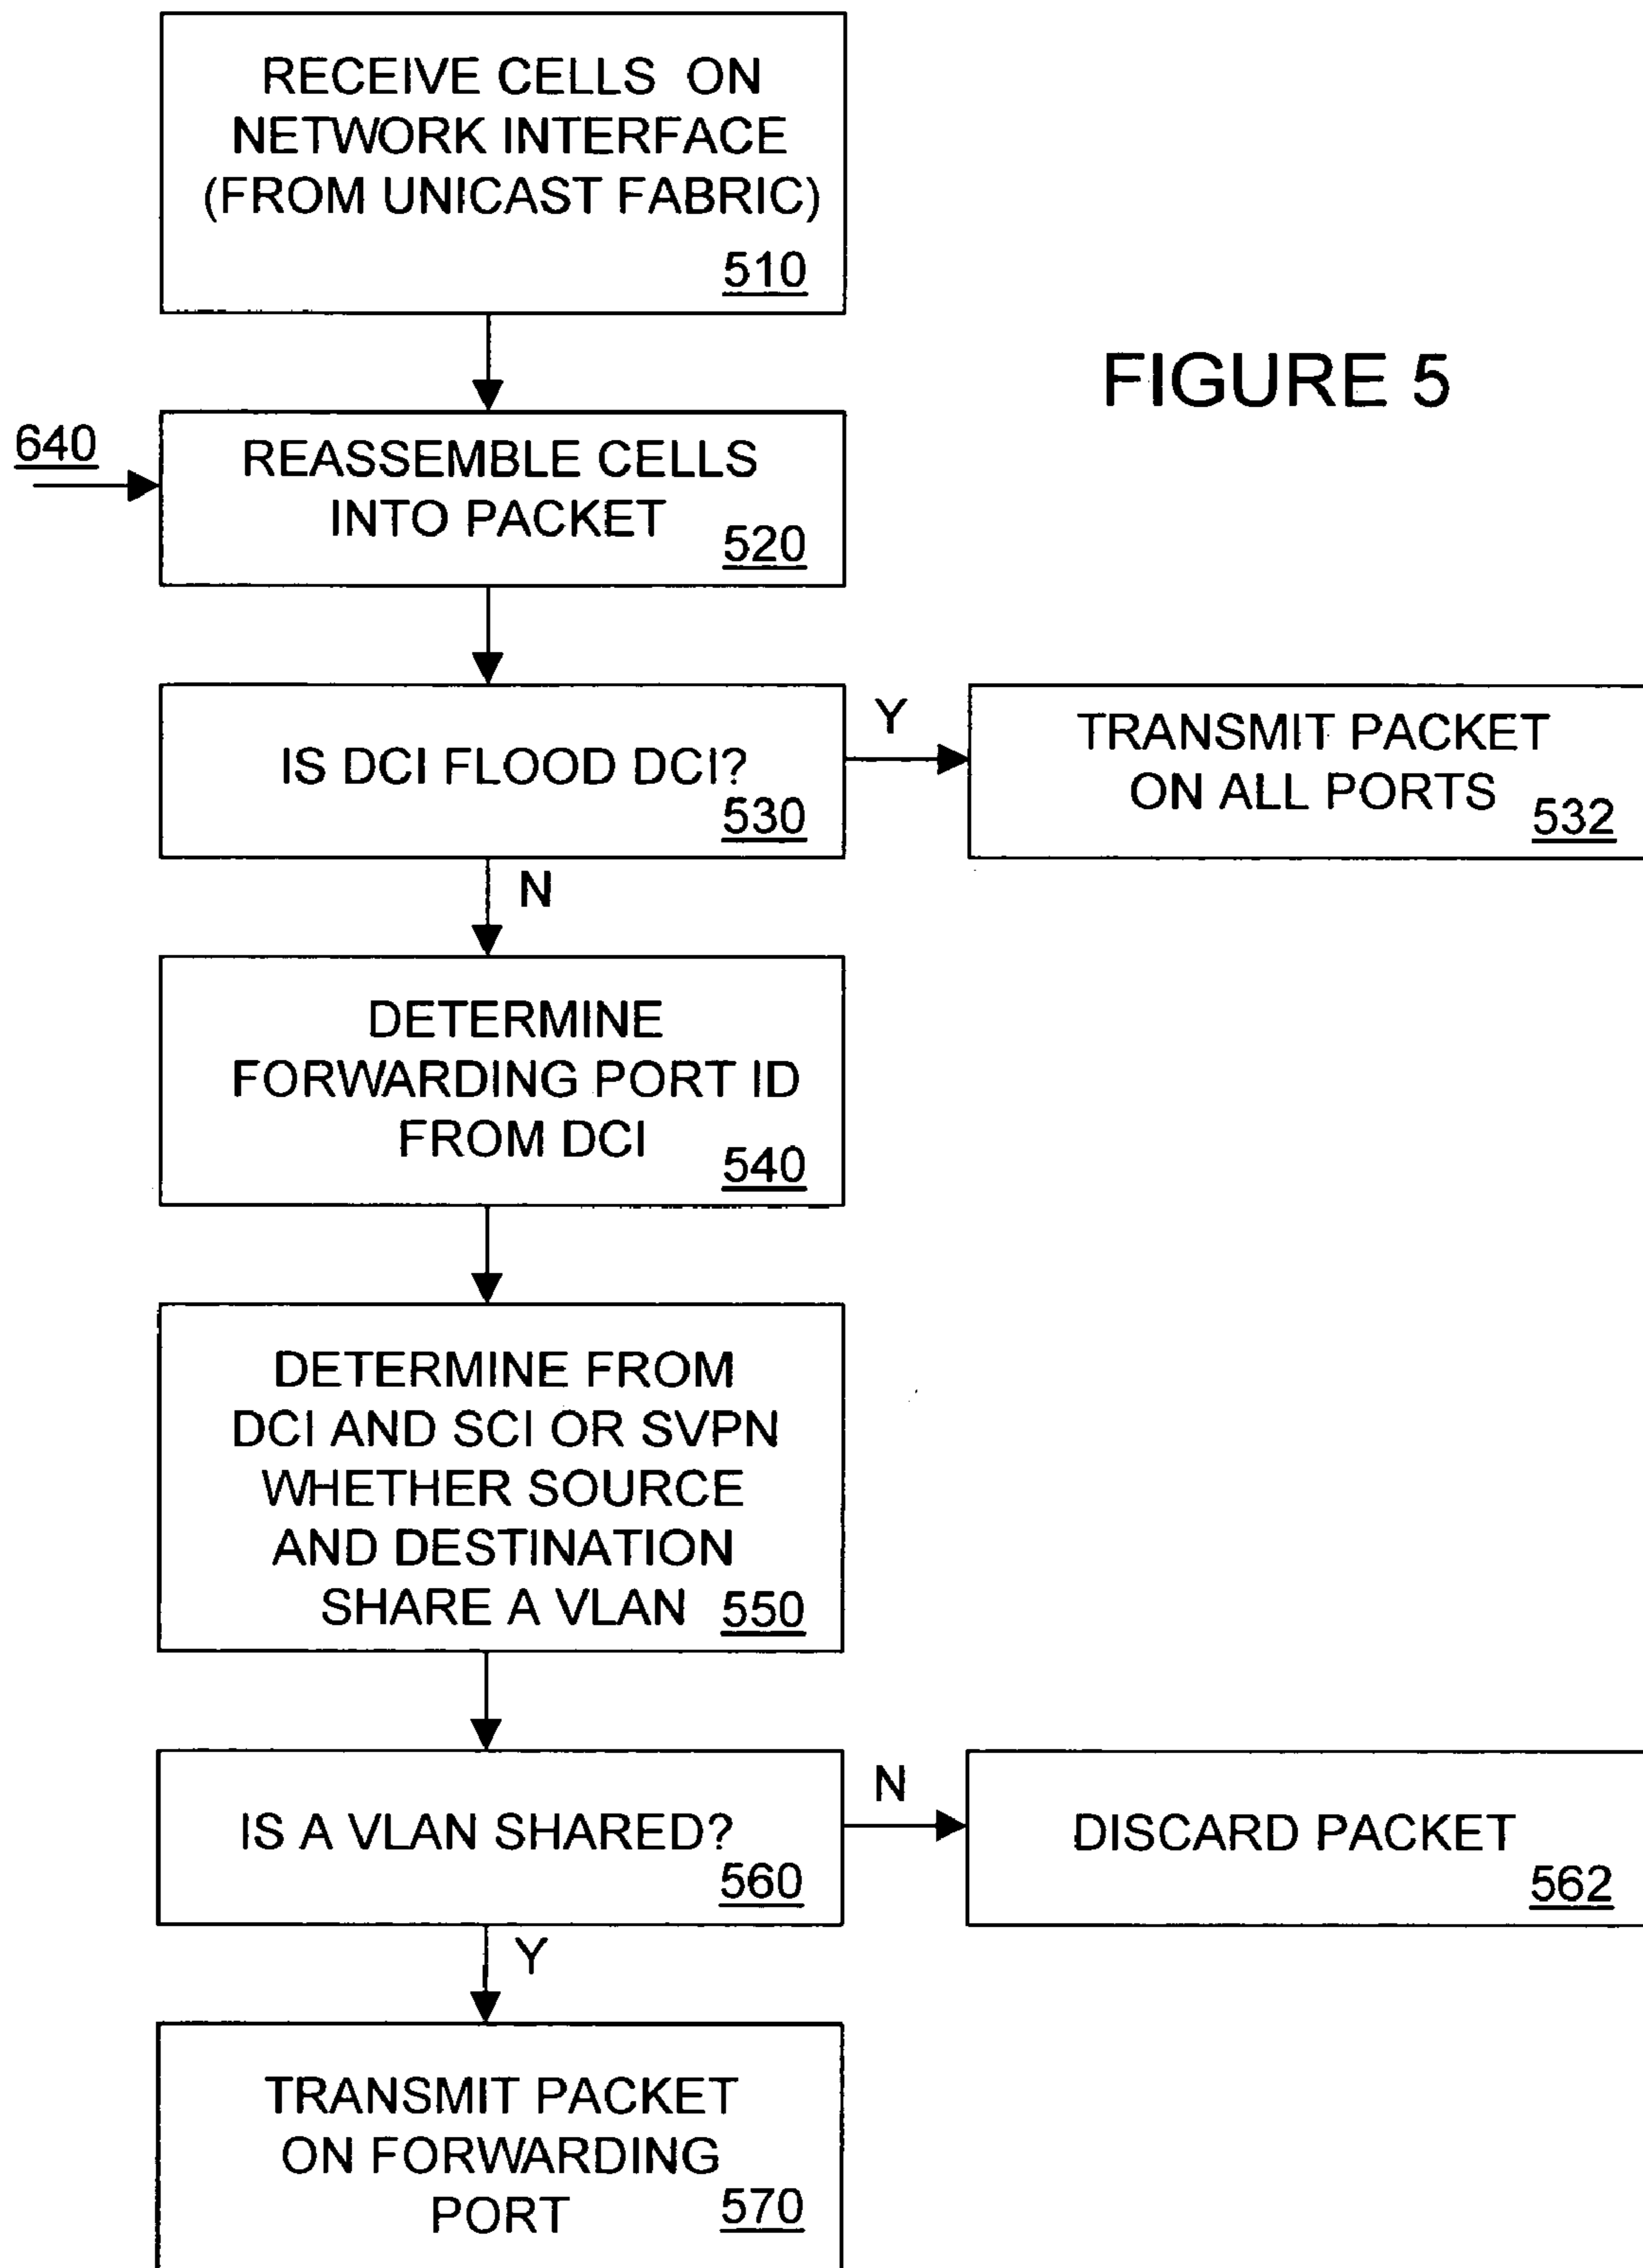 RECEIVE CELLS ON
NETWORK INTERFACE
(FROM UNICAST FABRIC)
510
FIGURE 5
640
REASSEMBLE CELLS
INTO PACKET
520
IS DCI FLOOD DCI?
530
Y
TRANSMIT PACKET
ON ALL PORTS
532
N
DETERMINE
FORWARDING PORT ID
FROM DCI
540
DETERMINE FROM
DCI AND SCI OR SVPN
WHETHER SOURCE
AND DESTINATION
SHARE A VLAN 550
IS A VLAN SHARED?
560
N
DISCARD PACKET
562
Y
TRANSMIT PACKET
ON FORWARDING
PORT
570